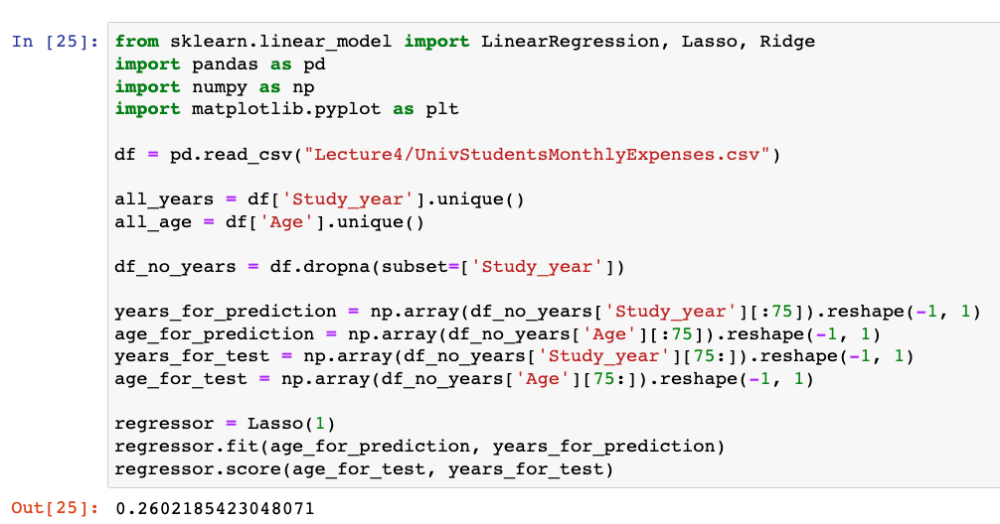 In [25]: from sklearn.linear_model import LinearRegression, Lasso, Ridge
import pandas as pd
import numpy as np
import matplotlib.pyplot as plt
df = pd.read_csv("Lecture4/UnivStudentsMonthlyExpenses.csv")
all_years = df['Study_year'].unique()
all_age = df['Age'].unique()
df_no_years = df.dropna(subset=['Study_year'])
years_for_prediction = np.array(df_no_years['Study_year'][:75]).reshape(-1, 1)
age_for_prediction = np.array(df_no_years['Age'][:75]).reshape(-1, 1)
years_for_test = np.array(df_no_years['Study_year'][75:]).reshape(-1, 1)
age_for_test = np.array(df_no_years['Age'][75:]).reshape(-1, 1)
regressor = Lasso(1)
regressor.fit(age_for_prediction, years_for_prediction)
regressor.score(age_for_test, years_for_test)
Out[25]: 0.2602185423048071